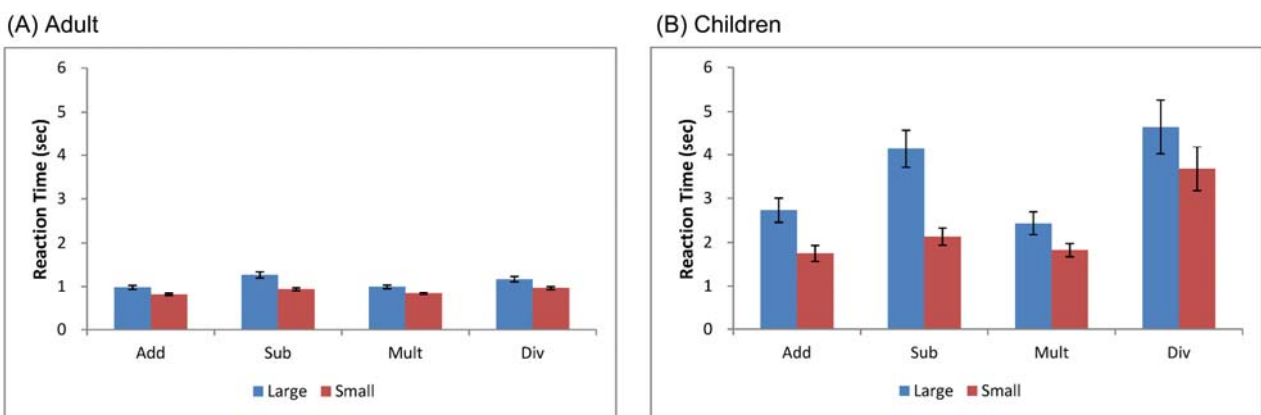 (A) Adult
6
5
4
3
2
1
0
Reaction Time (sec)
Add Sub Mult Div
Large Small
(B) Children
6
5
4
3
2
1
0
Reaction Time (sec)
Add Sub Mult Div
Large Small